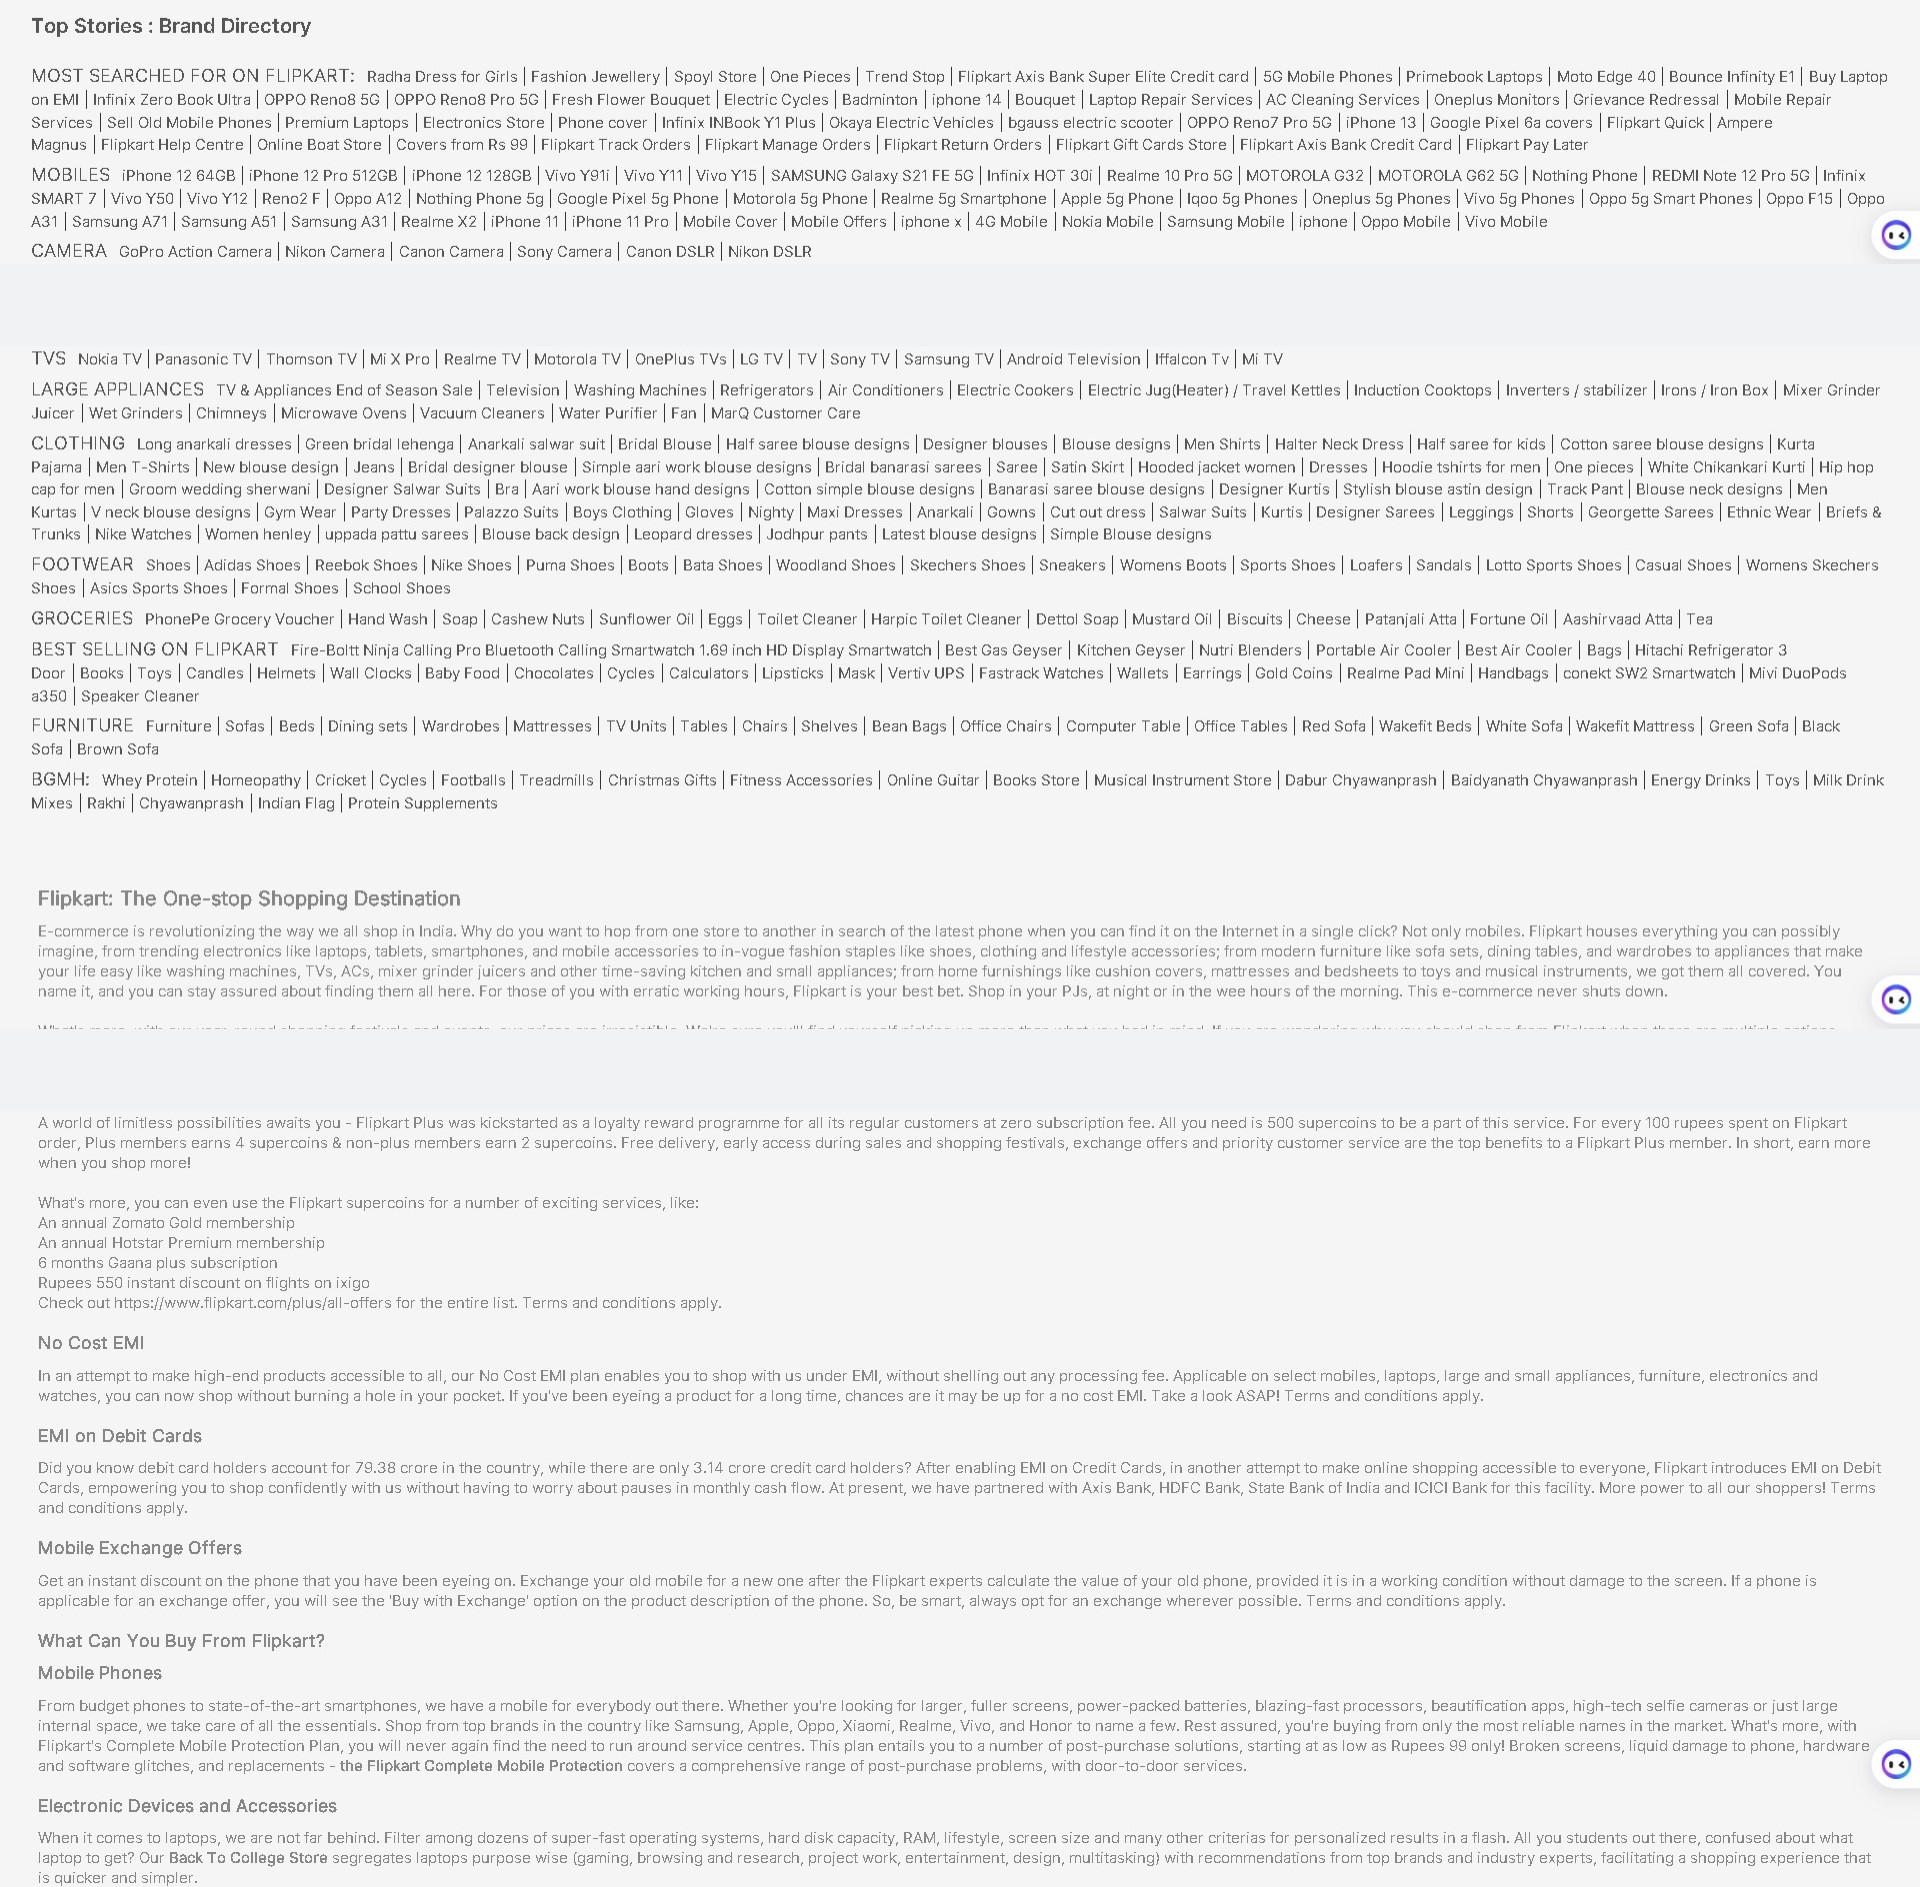 Top Stories : Brand Directory
MOST SEARCHED FOR ON FLIPKART: Radha Dress for Girls | Fashion Jewellery | Spoyl Store | One Pieces | Trend Stop | Flipkart Axis Bank Super Elite Credit card | 5G Mobile Phones | Primebook Laptops | Moto Edge 40 | Bounce Infinity E1 | Buy Laptop
on EMI | Infinix Zero Book Ultra | OPPO Reno8 5G | OPPO Reno8 Pro 5G | Fresh Flower Bouquet | Electric Cycles | Badminton | iphone 14 | Bouquet | Laptop Repair Services | AC Cleaning Services | Oneplus Monitors | Grievance Redressal | Mobile Repair
Services | Sell Old Mobile Phones | Premium Laptops | Electronics Store | Phone cover | Infinix INBook Y1 Plus | Okaya Electric Vehicles | bgauss electric scooter | OPPO Reno7 Pro 5G | iPhone 13 | Google Pixel 6a covers | Flipkart Quick | Ampere
Magnus | Flipkart Help Centre | Online Boat Store | Covers from Rs 99 | Flipkart Track Orders | Flipkart Manage Orders | Flipkart Return Orders | Flipkart Gift Cards Store | Flipkart Axis Bank Credit Card | Flipkart Pay Later
MOBILES iPhone 12 64GB | iPhone 12 Pro 512GB | iPhone 12 128GB | Vivo Y91i | Vivo Y11 | Vivo Y15 | SAMSUNG Galaxy S21 FE 5G | Infinix HOT 30i | Realme 10 Pro 5G | MOTOROLA G32 | MOTOROLA G62 5G | Nothing Phone | REDMI Note 12 Pro 5G | Infinix
SMART 7 | Vivo Y50 | Vivo Y12 | Reno2 F | Oppo A12 | Nothing Phone 5g | Google Pixel 5g Phone | Motorola 5g Phone | Realme 5g Smartphone | Apple 5g Phone | Iqoo 5g Phones | Oneplus 5g Phones | Vivo 5g Phones | Oppo 5g Smart Phones | Oppo F15 | Oppo
A31 | Samsung A71 | Samsung A51 | Samsung A31 | Realme X2 | iPhone 11 | iPhone 11 Pro | Mobile Cover | Mobile Offers | iphone x | 4G Mobile | Nokia Mobile | Samsung Mobile | iphone | Oppo Mobile | Vivo Mobile
CAMERA GoPro Action Camera | Nikon Camera | Canon Camera | Sony Camera | Canon DSLR | Nikon DSLR
TVS Nokia TV | Panasonic TV | Thomson TV | Mi X Pro | Realme TV | Motorola TV | OnePlus TVs | LG TV | TV | Sony TV | Samsung TV | Android Television | Iffalcon Tv | Mi TV
LARGE APPLIANCES TV & Appliances End of Season Sale | Television | Washing Machines | Refrigerators | Air Conditioners | Electric Cookers | Electric Jug(Heater) / Travel Kettles | Induction Cooktops | Inverters / stabilizer | Irons / Iron Box | Mixer Grinder
Juicer | Wet Grinders | Chimneys | Microwave Ovens | Vacuum Cleaners | Water Purifier | Fan | MarQ Customer Care
CLOTHING Long anarkali dresses | Green bridal lehenga | Anarkali salwar suit | Bridal Blouse | Half saree blouse designs | Designer blouses | Blouse designs | Men Shirts | Halter Neck Dress | Half saree for kids | Cotton saree blouse designs | Kurta
Pajama | Men T-Shirts | New blouse design | Jeans | Bridal designer blouse | Simple aari work blouse designs | Bridal banarasi sarees | Saree | Satin Skirt | Hooded jacket women | Dresses | Hoodie tshirts for men | One pieces | White Chikankari Kurti | Hip hop
cap for men | Groom wedding sherwani | Designer Salwar Suits | Bra | Aari work blouse hand designs | Cotton simple blouse designs | Banarasi saree blouse designs | Designer Kurtis | Stylish blouse astin design | Track Pant | Blouse neck designs | Men
Kurtas | V neck blouse designs | Gym Wear | Party Dresses | Palazzo Suits | Boys Clothing | Gloves | Nighty | Maxi Dresses | Anarkali | Gowns | Cut out dress | Salwar Suits | Kurtis | Designer Sarees | Leggings | Shorts | Georgette Sarees | Ethnic Wear | Briefs &
Trunks | Nike Watches | Women henley | uppada pattu sarees | Blouse back design | Leopard dresses | Jodhpur pants | Latest blouse designs | Simple Blouse designs
FOOTWEAR Shoes | Adidas Shoes | Reebok Shoes | Nike Shoes | Puma Shoes | Boots | Bata Shoes | Woodland Shoes | Skechers Shoes | Sneakers | Womens Boots | Sports Shoes | Loafers | Sandals | Lotto Sports Shoes | Casual Shoes | Womens Skechers
Shoes | Asics Sports Shoes | Formal Shoes | School Shoes
GROCERIES PhonePe Grocery Voucher | Hand Wash | Soap | Cashew Nuts | Sunflower Oil | Eggs | Toilet Cleaner | Harpic Toilet Cleaner | Dettol Soap | Mustard Oil | Biscuits | Cheese | Patanjali Atta | Fortune Oil | Aashirvaad Atta | Tea
BEST SELLING ON FLIPKART Fire-Boltt Ninja Calling Pro Bluetooth Calling Smartwatch 1.69 inch HD Display Smartwatch | Best Gas Geyser | Kitchen Geyser | Nutri Blenders | Portable Air Cooler | Best Air Cooler | Bags | Hitachi Refrigerator 3
Door | Books | Toys | Candles | Helmets | Wall Clocks | Baby Food | Chocolates | Cycles | Calculators | Lipsticks | Mask | Vertiv UPS | Fastrack Watches | Wallets | Earrings | Gold Coins | Realme Pad Mini | Handbags | conekt SW2 Smartwatch | Mivi DuoPods
a350 | Speaker Cleaner
FURNITURE Furniture | Sofas | Beds | Dining sets | Wardrobes | Mattresses | TV Units | Tables | Chairs | Shelves | Bean Bags | Office Chairs | Computer Table | Office Tables | Red Sofa | Wakefit Beds | White Sofa | Wakefit Mattress | Green Sofa | Black
Sofa | Brown Sofa
BGMH: Whey Protein | Homeopathy | Cricket | Cycles | Footballs | Treadmills | Christmas Gifts | Fitness Accessories | Online Guitar | Books Store | Musical Instrument Store | Dabur Chyawanprash | Baidyanath Chyawanprash | Energy Drinks | Toys | Milk Drink
Mixes | Rakhi | Chyawanprash | Indian Flag | Protein Supplements
Flipkart: The One-stop Shopping Destination
E-commerce is revolutionizing the way we all shop in India. Why do you want to hop from one store to another in search of the latest phone when you can find it on the Internet in a single click? Not only mobiles. Flipkart houses everything you can possibly
imagine, from trending electronics like laptops, tablets, smartphones, and mobile accessories to in-vogue fashion staples like shoes, clothing and lifestyle accessories; from modern furniture like sofa sets, dining tables, and wardrobes to appliances that make
your life easy like washing machines, TVs, ACs, mixer grinder juicers and other time-saving kitchen and small appliances; from home furnishings like cushion covers, mattresses and bedsheets to toys and musical instruments, we got them all covered. You
name it, and you can stay assured about finding them all here. For those of you with erratic working hours, Flipkart is your best bet. Shop in your PJs, at night or in the wee hours of the morning. This e-commerce never shuts down.
A world of limitless possibilities awaits you - Flipkart Plus was kickstarted as a loyalty reward programme for all its regular customers at zero subscription fee. All you need is 500 supercoins to be a part of this service. For every 100 rupees spent on Flipkart
order, Plus members earns 4 supercoins & non-plus members earn 2 supercoins. Free delivery, early access during sales and shopping festivals, exchange offers and priority customer service are the top benefits to a Flipkart Plus member. In short, earn more
when you shop more!
What's more, you can even use the Flipkart supercoins for a number of exciting services, like:
An annual Zomato Gold membership
An annual Hotstar Premium membership
6 months Gaana plus subscription
Rupees 550 instant discount on flights on ixigo
Check out https://www.flipkart.com/plus/all-offers for the entire list. Terms and conditions apply.
No Cost EMI
In an attempt to make high-end products accessible to all, our No Cost EMI plan enables you to shop with us under EMI, without shelling out any processing fee. Applicable on select mobiles, laptops, large and small appliances, furniture, electronics and
watches, you can now shop without burning a hole in your pocket. If you've been eyeing a product for a long time, chances are it may be up for a no cost EMI. Take a look ASAP! Terms and conditions apply.
EMI on Debit Cards
Did you know debit card holders account for 79.38 crore in the country, while there are only 3.14 crore credit card holders? After enabling EMI on Credit Cards, in another attempt to make online shopping accessible to everyone, Flipkart introduces EMI on Debit
Cards, empowering you to shop confidently with us without having to worry about pauses in monthly cash flow. At present, we have partnered with Axis Bank, HDFC Bank, State Bank of India and ICICI Bank for this facility. More power to all our shoppers! Terms
and conditions apply.
Mobile Exchange Offers
Get an instant discount on the phone that you have been eyeing on. Exchange your old mobile for a new one after the Flipkart experts calculate the value of your old phone, provided it is in a working condition without damage to the screen. If a phone is
applicable for an exchange offer, you will see the 'Buy with Exchange' option on the product description of the phone. So, be smart, always opt for an exchange wherever possible. Terms and conditions apply.
What Can You Buy From Flipkart?
Mobile Phones
From budget phones to state-of-the-art smartphones, we have a mobile for everybody out there. Whether you're looking for larger, fuller screens, power-packed batteries, blazing-fast processors, beautification apps, high-tech selfie cameras or just large
internal space, we take care of all the essentials. Shop from top brands in the country like Samsung, Apple, Oppo, Xiaomi, Realme, Vivo, and Honor to name a few. Rest assured, you're buying from only the most reliable names in the market. What's more, with
Flipkart's Complete Mobile Protection Plan, you will never again find the need to run around service centres. This plan entails you to a number of post-purchase solutions, starting at as low as Rupees 99 only! Broken screens, liquid damage to phone, hardware
and software glitches, and replacements - the Flipkart Complete Mobile Protection covers a comprehensive range of post-purchase problems, with door-to-door services.
Electronic Devices and Accessories
When it comes to laptops, we are not far behind. Filter among dozens of super-fast operating systems, hard disk capacity, RAM, lifestyle, screen size and many other criterias for personalized results in a flash. All you students out there, confused about what
laptop to get? Our Back To College Store segregates laptops purpose wise (gaming, browsing and research, project work, entertainment, design, multitasking) with recommendations from top brands and industry experts, facilitating a shopping experience that
is quicker and simpler.